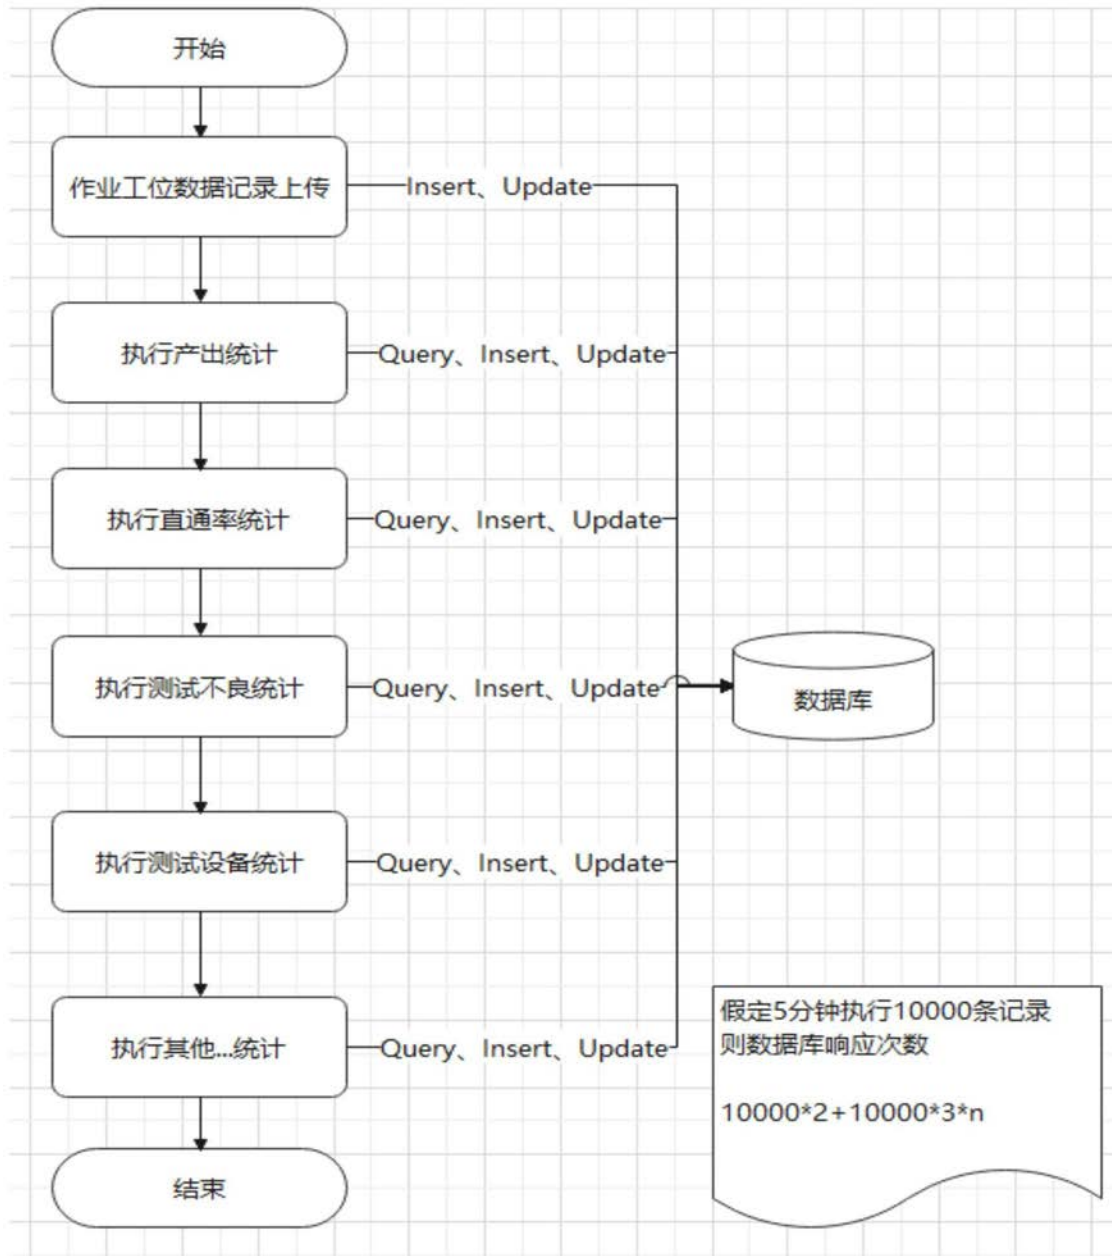 开始
作业工位数据记录上传
Insert、Update
执行产出统计
Query、Insert、Update
执行直通率统计
Query、Insert、Update
执行测试不良统计
Query、Insert、Update
数据库
执行测试设备统计
Query、Insert、Update
执行其他...统计
Query、Insert、Update
假定5分钟执行10000条记录
则数据库响应次数
10000*2+10000*3*n
结束